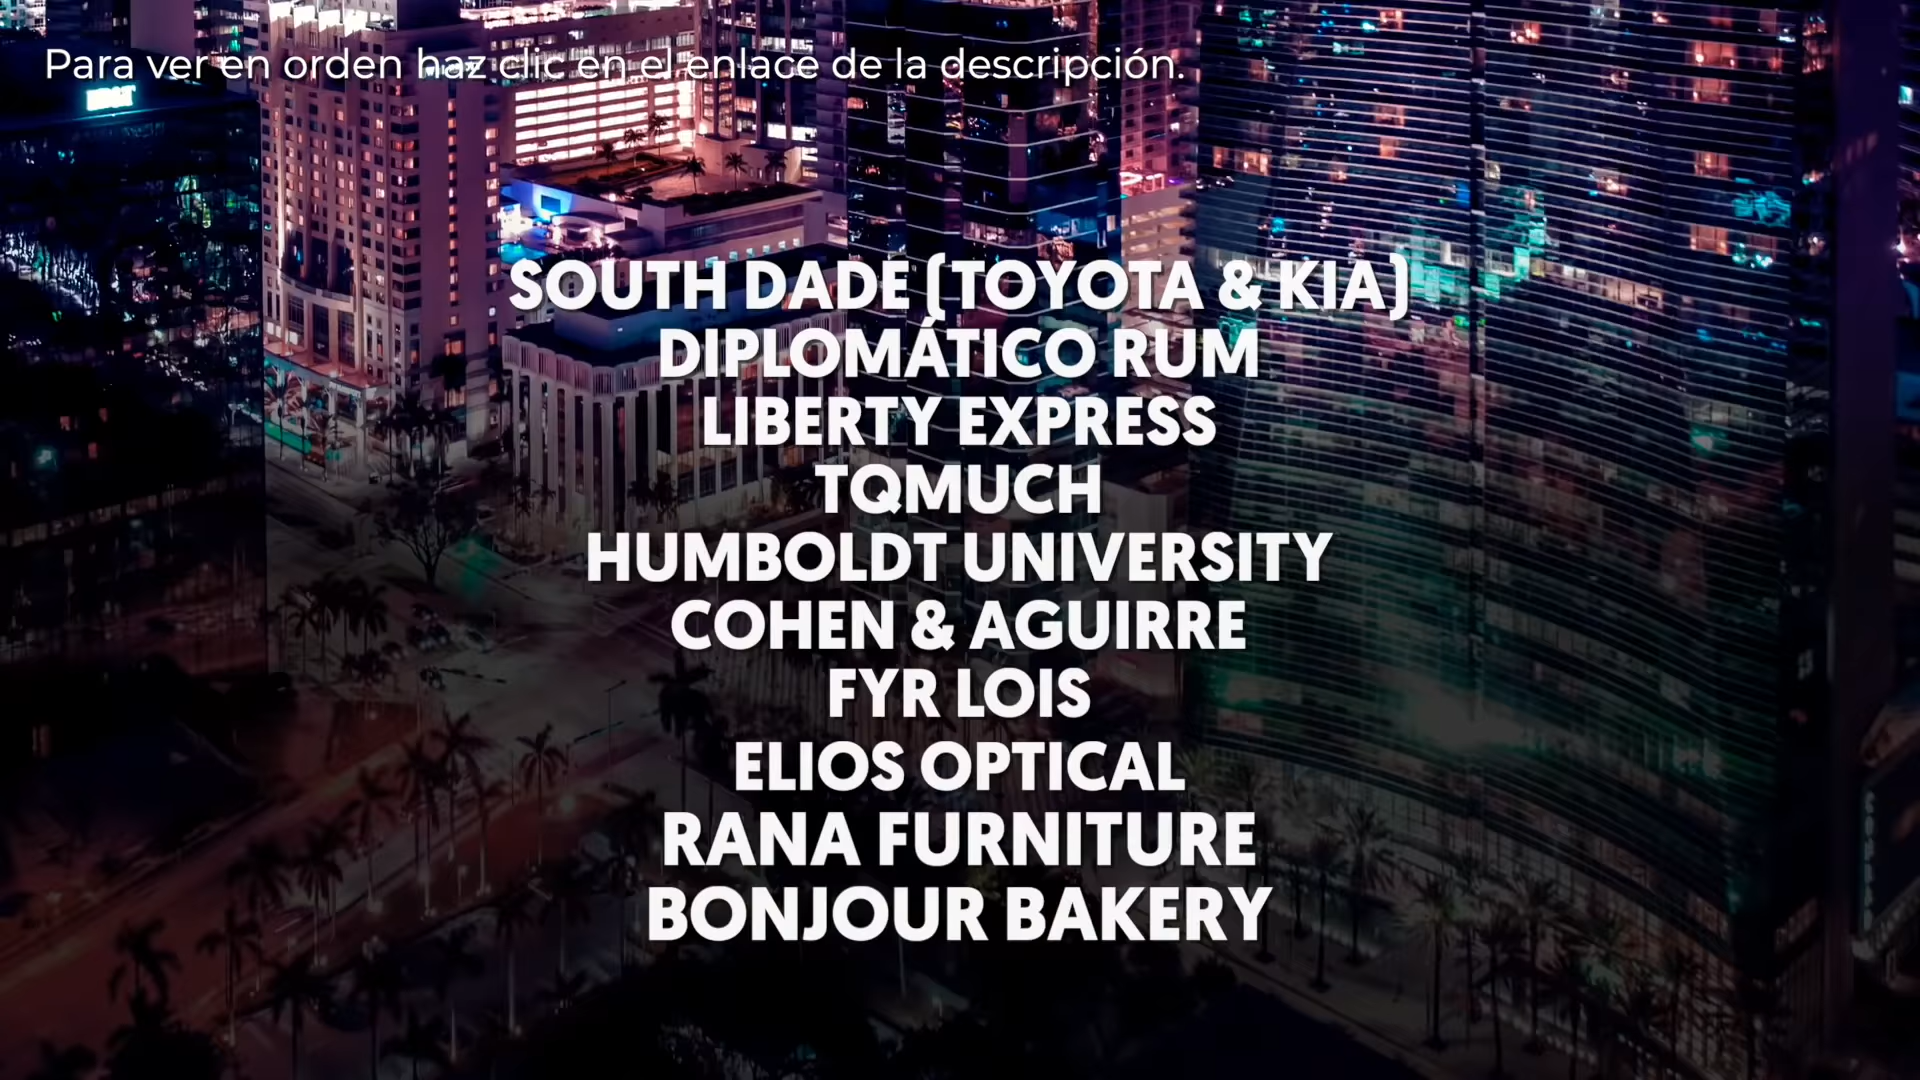 Para ver en orden haz clic en el enlace de la descripción.
SOUTH DADE (TOYOTA & KIA)
DIPLOMÁTICO RUM
LIBERTY EXPRESS
TQMUCH
HUMBOLDT UNIVERSITY
COHEN & AGUIRRE
FYR LOIS
ELIOS OPTICAL
RANA FURNITURE
BONJOUR BAKERY